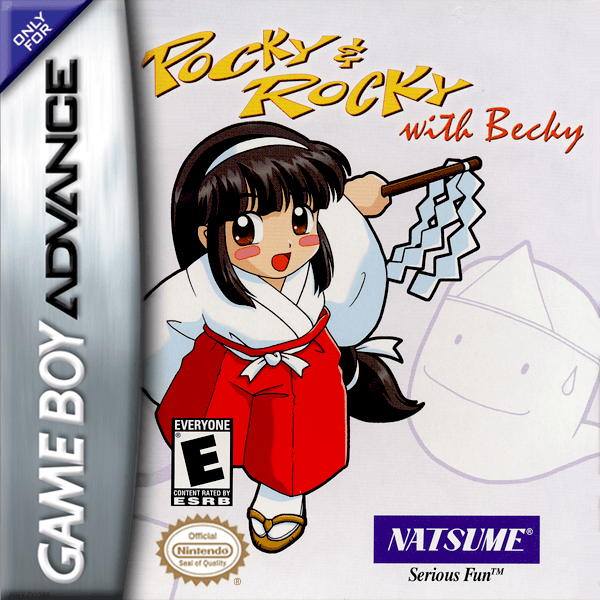 ONLY
FOR
GAME BOY ADVANCE
POCKY &
ROCKY
with Becky
EVERYONE
E
®
CONTENT RATED BY
ESRB
Official
Nintendo
Seal of Quality
®
NATSUME®
Serious Fun™